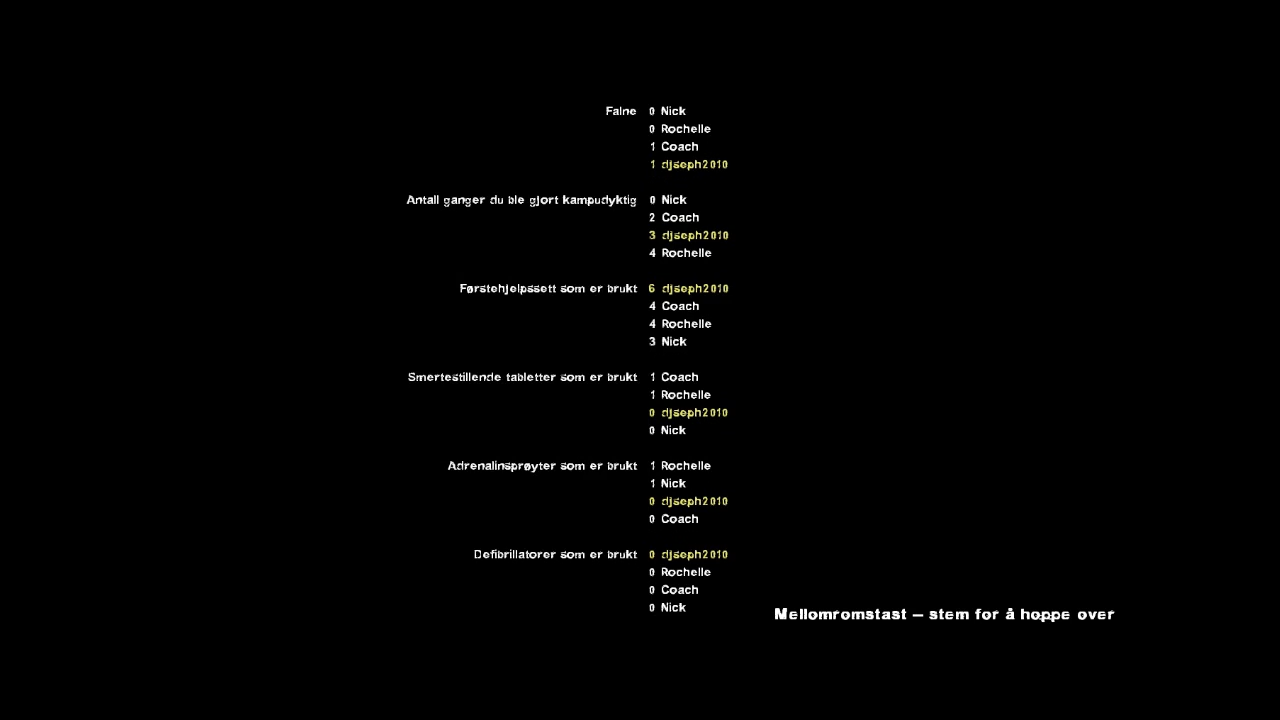 Falne 0 Nick
0 Rochelle
1 Coach
1 djseph2010
Antall ganger du ble gjort kampudyktig 0 Nick
2 Coach
3 djseph2010
4 Rochelle
Førstehjelpssett som er brukt 6 djseph2010
4 Coach
4 Rochelle
3 Nick
Smertestillende tabletter som er brukt 1 Coach
1 Rochelle
0 djseph2010
0 Nick
Adrenalinsprøyter som er brukt 1 Rochelle
1 Nick
0 djseph2010
0 Coach
Defibrillatorer som er brukt 0 djseph2010
0 Rochelle
0 Coach
0 Nick
Mellomromstast – stem for å hoppe over